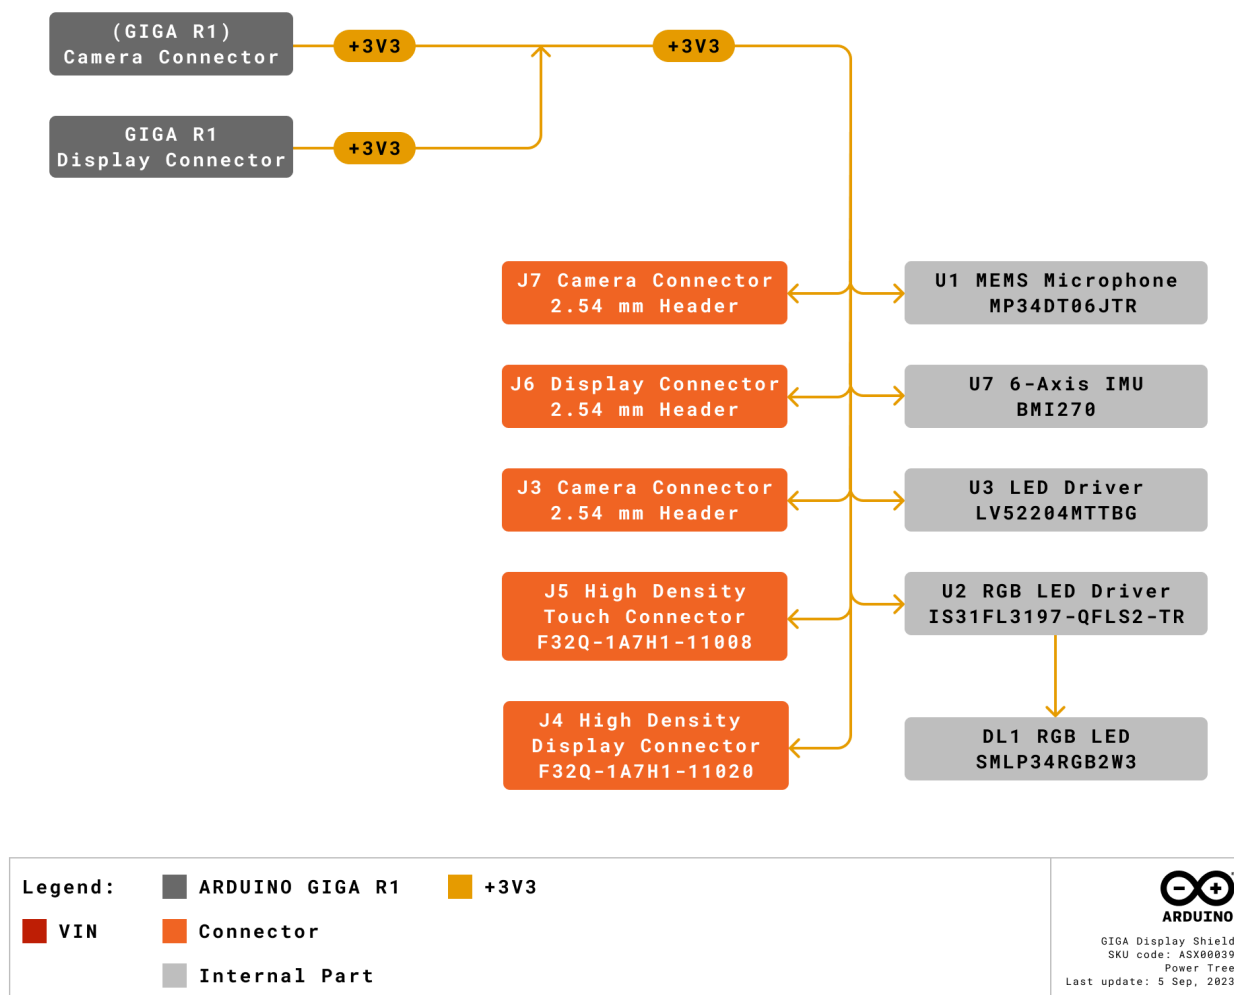 (GIGA R1)
Camera Connector
+3V3
+3V3
GIGA R1
Display Connector
+3V3
J7 Camera Connector
2.54 mm Header
U1 MEMS Microphone
MP34DT06JTR
J6 Display Connector
2.54 mm Header
U7 6-Axis IMU
BMI270
J3 Camera Connector
2.54 mm Header
U3 LED Driver
LV52204MTTBG
J5 High Density
Touch Connector
F32Q-1A7H1-11008
U2 RGB LED Driver
IS31FL3197-QFLS2-TR
J4 High Density
Display Connector
F32Q-1A7H1-11020
DL1 RGB LED
SMLP34RGB2W3
Legend:
ARDUINO GIGA R1
+3V3
VIN
Connector
Internal Part
ARDUINO
GIGA Display Shield
SKU code: ASX00039
Power Tree
Last update: 5 Sep, 2023